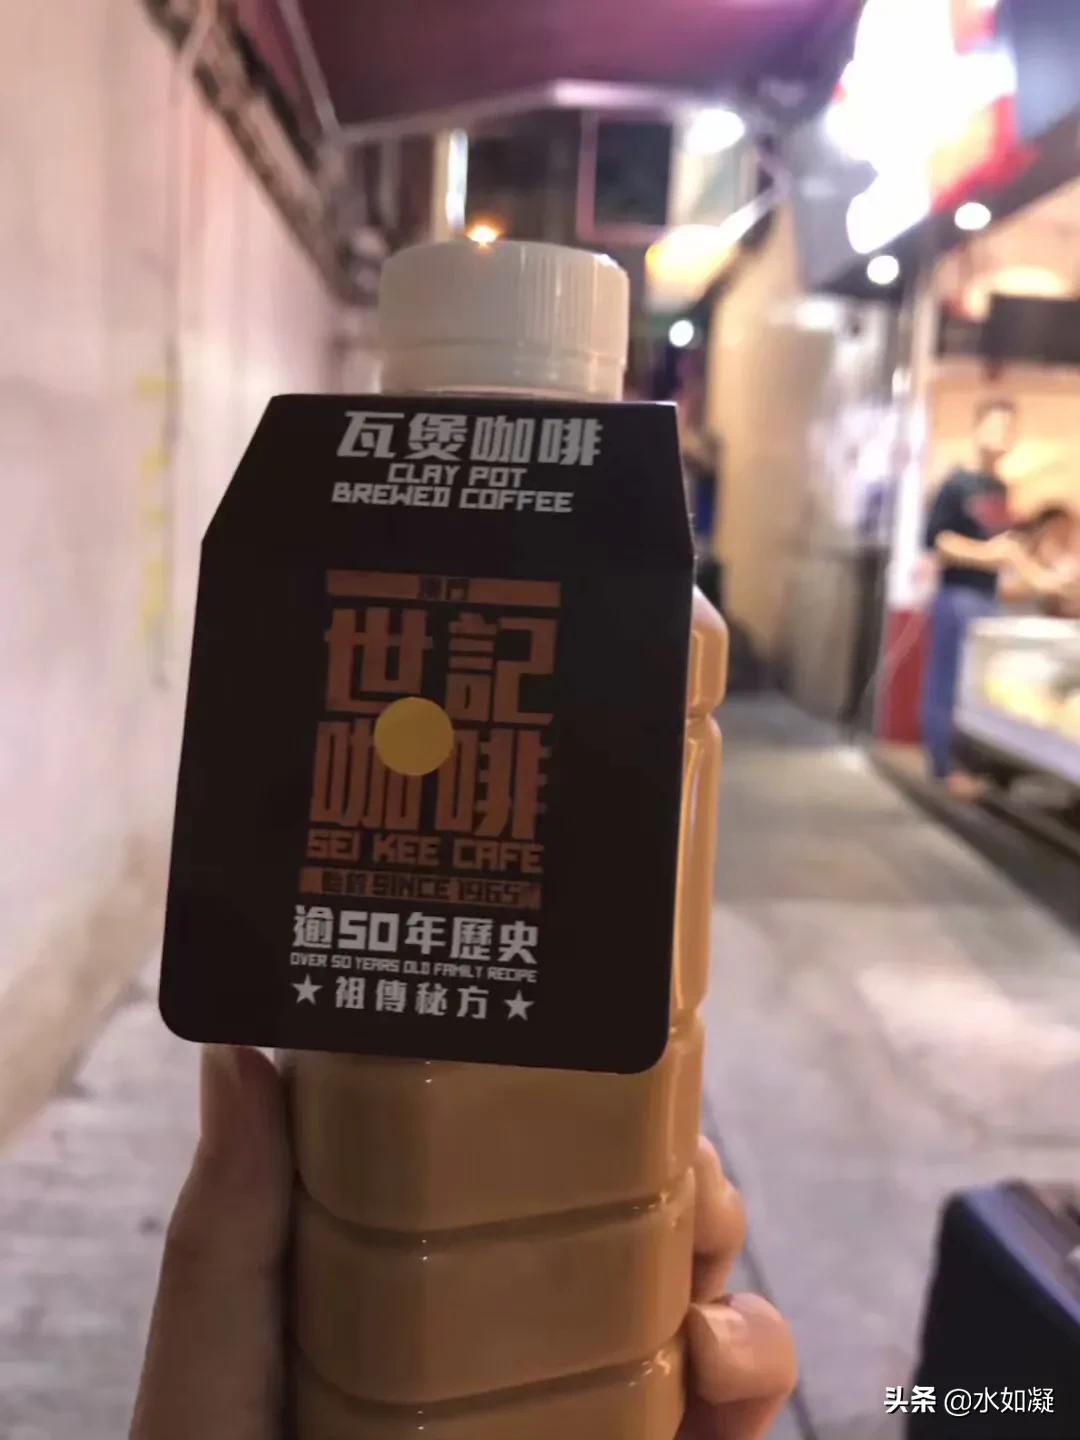 瓦煲咖啡
CLAY POT
BREWED COFFEE
澳門
世記
咖啡
SEI KEE CAFE
始於 SINCE 1965
逾50年歷史
OVER 50 YEARS OLD FAMILY RECIPE
★祖傳秘方★
头条 @水如凝